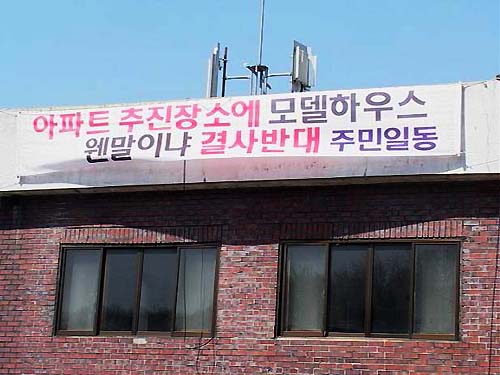 아파트 추진장소에 모델하우스
웬말이냐 결사반대 주민일동